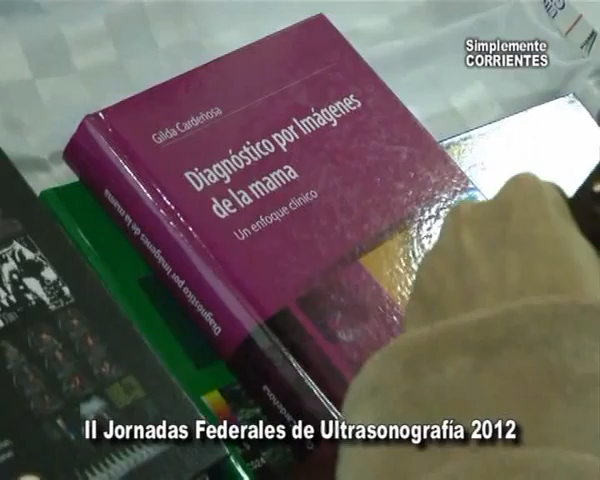 Simplemente
CORRIENTES
Gilda Cardeñosa
Diagnóstico por Imágenes
de la mama
Un enfoque clínico
Diagnóstico por imágenes de la mama
Cardeñosa
II Jornadas Federales de Ultrasonografía 2012